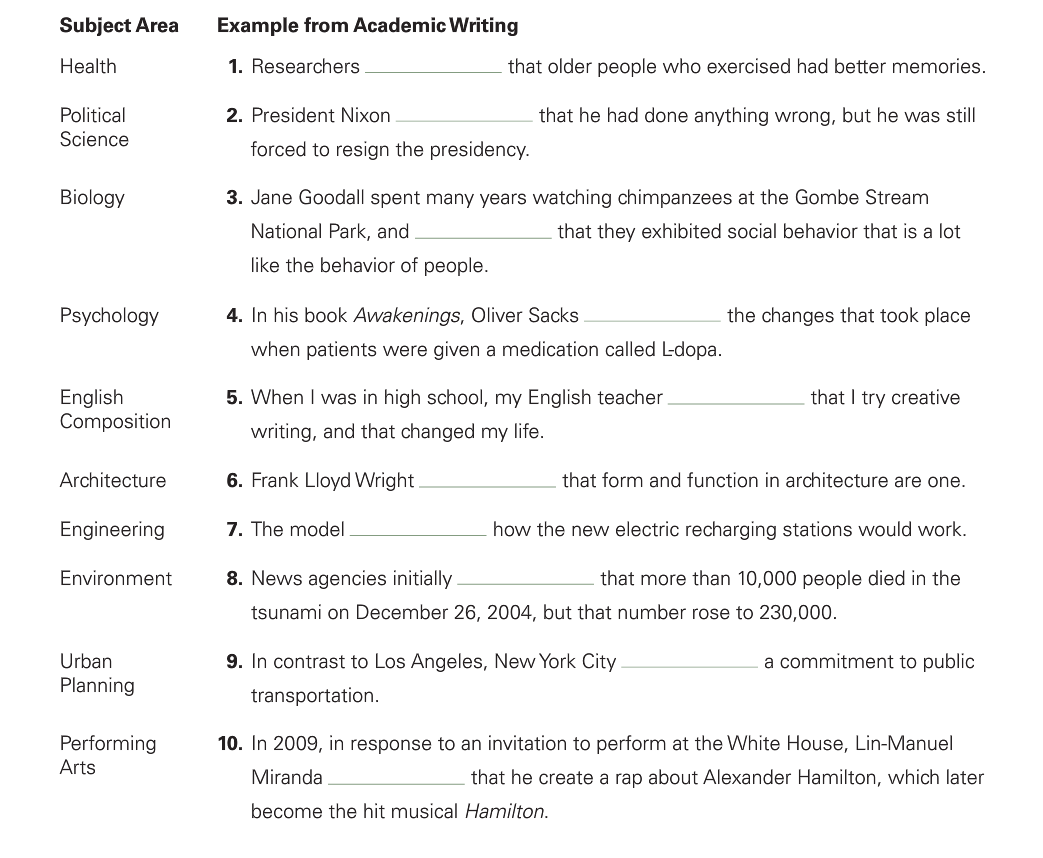 Subject Area Example from Academic Writing
Health 1. Researchers ______________ that older people who exercised had better memories.
Political 2. President Nixon ______________ that he had done anything wrong, but he was still
Science
forced to resign the presidency.
Biology 3. Jane Goodall spent many years watching chimpanzees at the Gombe Stream
National Park, and ______________ that they exhibited social behavior that is a lot
like the behavior of people.
Psychology 4. In his book Awakenings, Oliver Sacks ______________ the changes that took place
when patients were given a medication called L-dopa.
English 5. When I was in high school, my English teacher ______________ that I try creative
Composition
writing, and that changed my life.
Architecture 6. Frank Lloyd Wright ______________ that form and function in architecture are one.
Engineering 7. The model ______________ how the new electric recharging stations would work.
Environment 8. News agencies initially ______________ that more than 10,000 people died in the
tsunami on December 26, 2004, but that number rose to 230,000.
Urban 9. In contrast to Los Angeles, New York City ______________ a commitment to public
Planning
transportation.
Performing 10. In 2009, in response to an invitation to perform at the White House, Lin-Manuel
Arts
Miranda ______________ that he create a rap about Alexander Hamilton, which later
become the hit musical Hamilton.